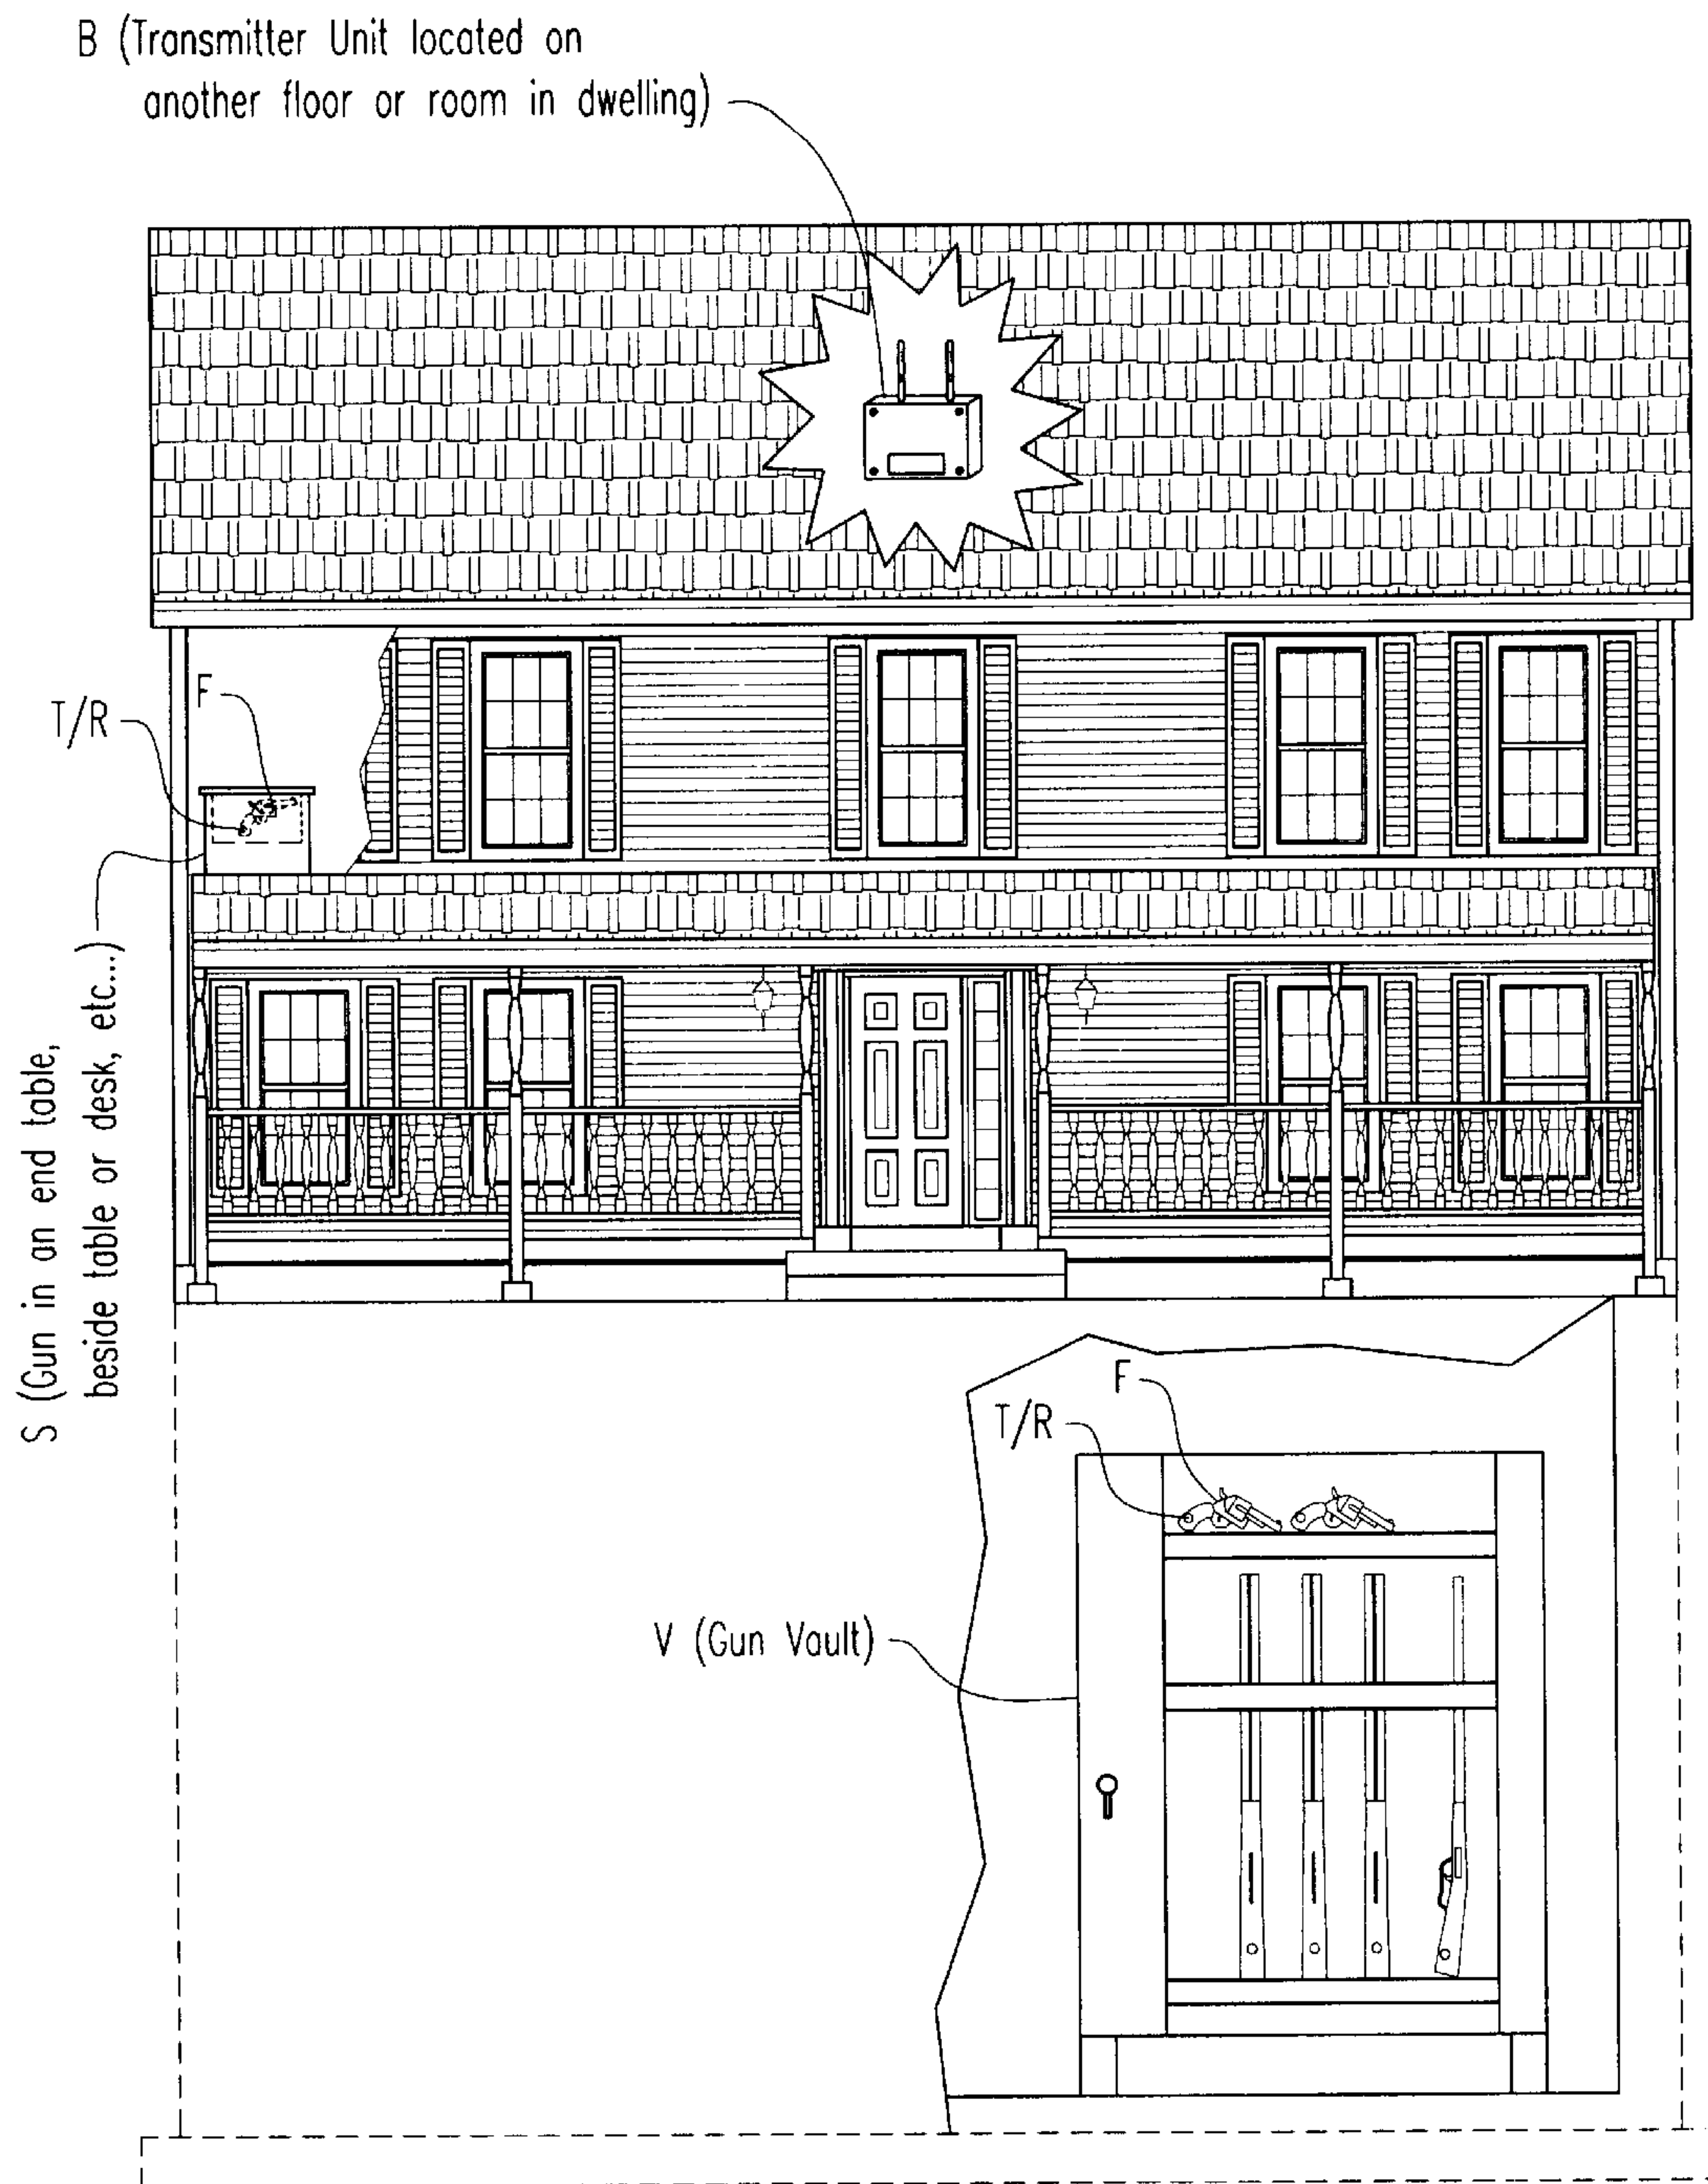 B (Transmitter Unit located on
another floor or room in dwelling)
F
T/R
S (Gun in an end table,
beside table or desk, etc...)
F
T/R
V (Gun Vault)